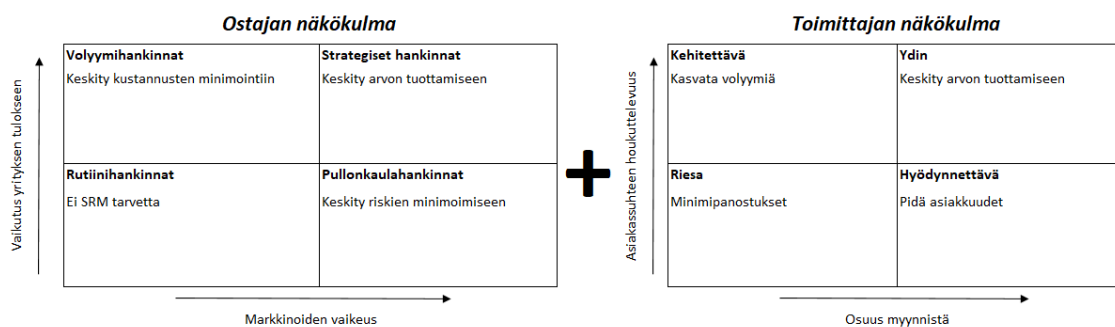 Ostajan näkökulma
Vaikutus yrityksen tulokseen
Volyymihankinnat
Keskity kustannusten minimointiin
Strategiset hankinnat
Keskity arvon tuottamiseen
Rutiinihankinnat
Ei SRM tarvetta
Pullonkaulahankinnat
Keskity riskien minimoimiseen
Markkinoiden vaikeus
+
Toimittajan näkökulma
Asiakassuhteen houkuttelevuus
Kehitettävä
Kasvata volyymiä
Ydin
Keskity arvon tuottamiseen
Riesa
Minimipanostukset
Hyödynnettävä
Pidä asiakkuudet
Osuus myynnistä